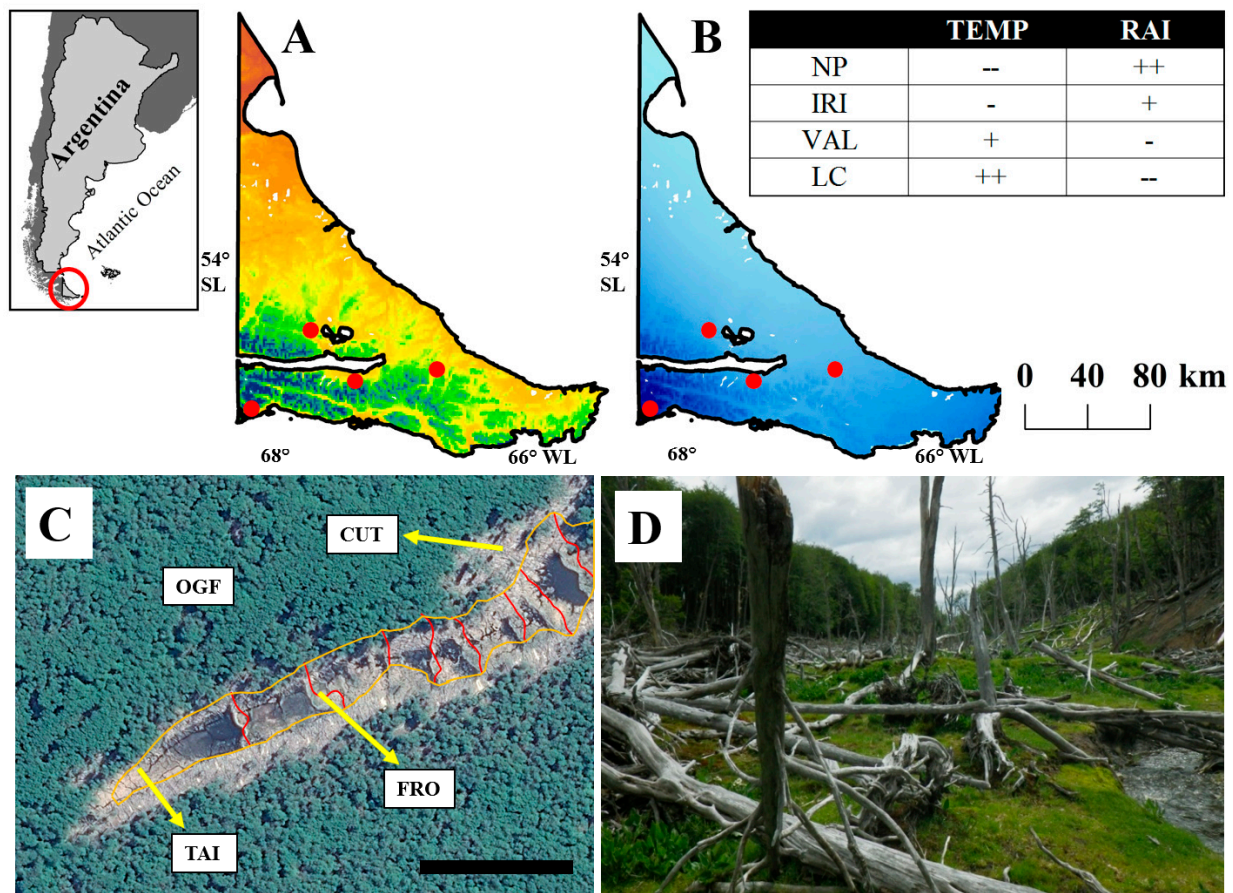 Argentina
Atlantic Ocean
A
54°
SL
68°
66° WL
B
54°
SL
68°
66° WL
TEMP RAI
NP -- ++
IRI - +
VAL + -
LC ++ --
0 40 80 km
C
CUT
OGF
FRO
TAI
D